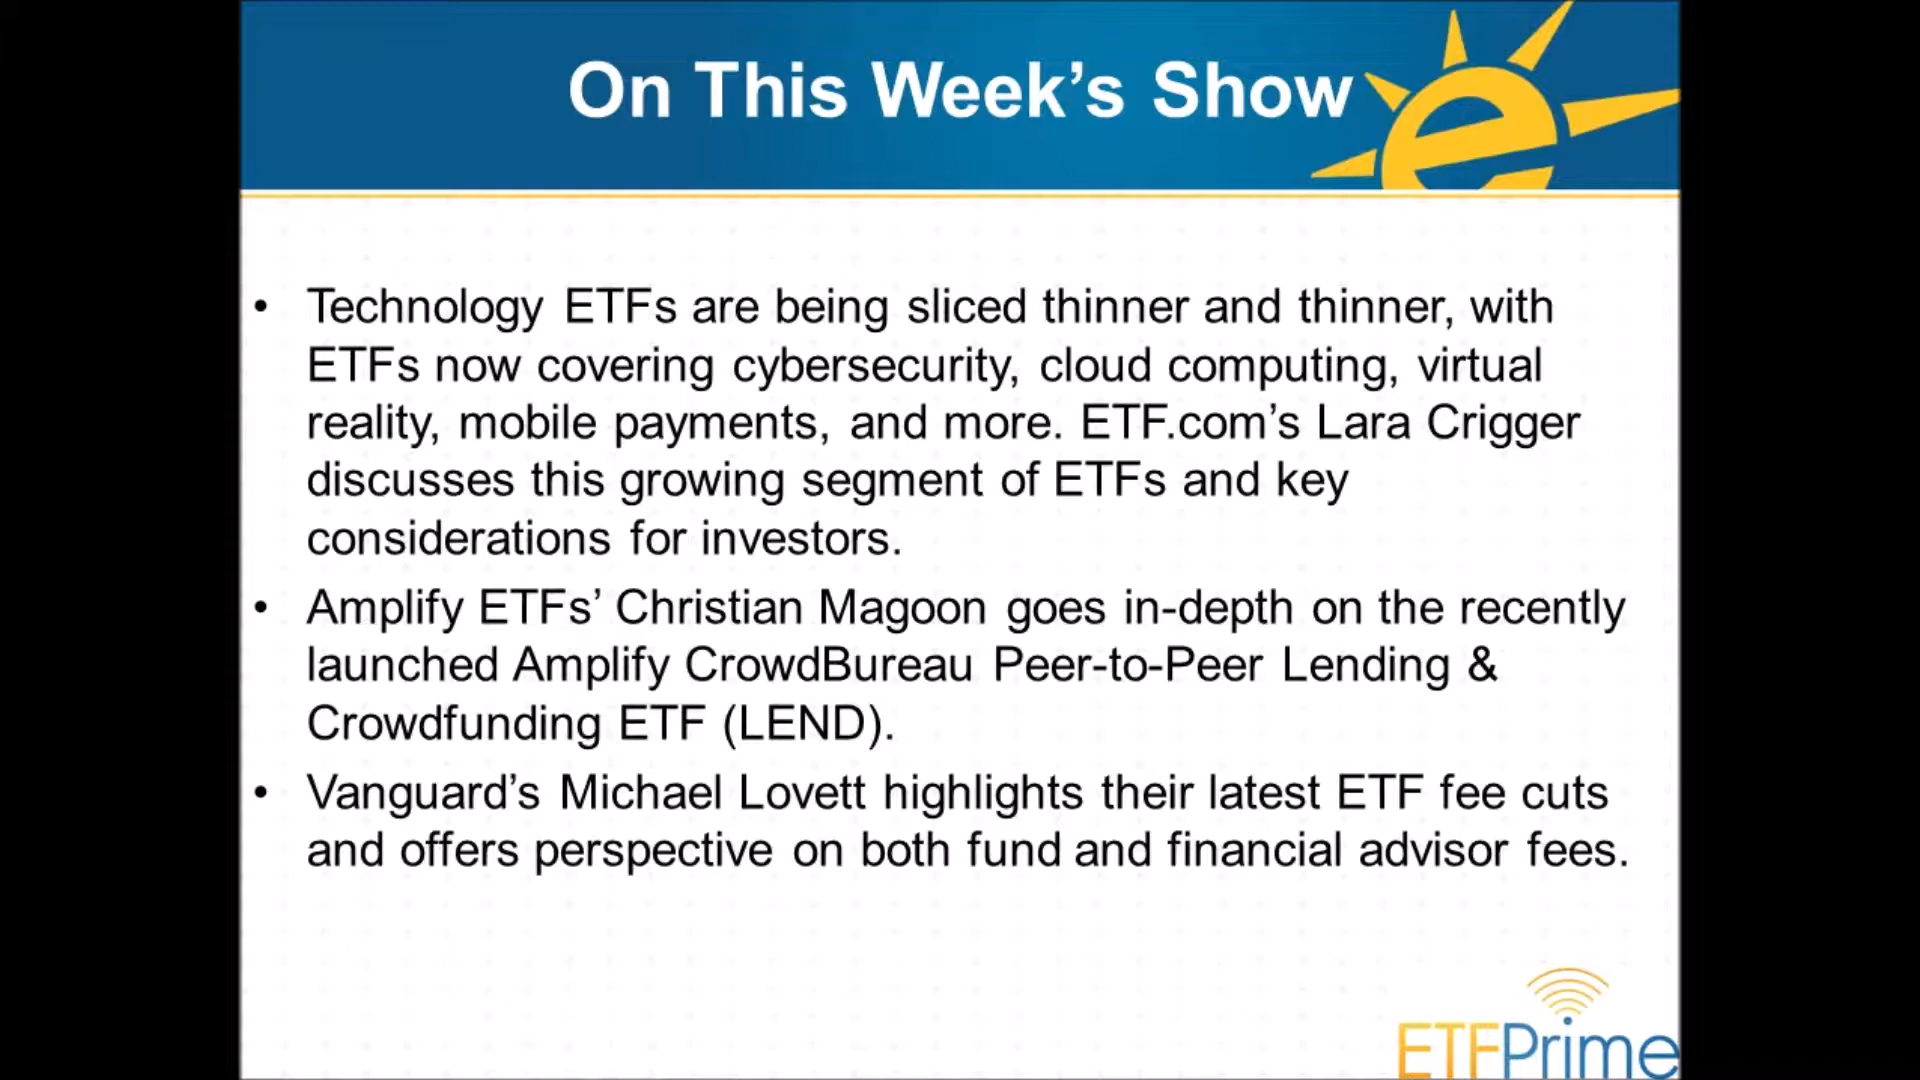 On This Week’s Show
• Technology ETFs are being sliced thinner and thinner, with
ETFs now covering cybersecurity, cloud computing, virtual
reality, mobile payments, and more. ETF.com’s Lara Crigger
discusses this growing segment of ETFs and key
considerations for investors.
• Amplify ETFs’ Christian Magoon goes in-depth on the recently
launched Amplify CrowdBureau Peer-to-Peer Lending &
Crowdfunding ETF (LEND).
• Vanguard’s Michael Lovett highlights their latest ETF fee cuts
and offers perspective on both fund and financial advisor fees.
ETFPrime